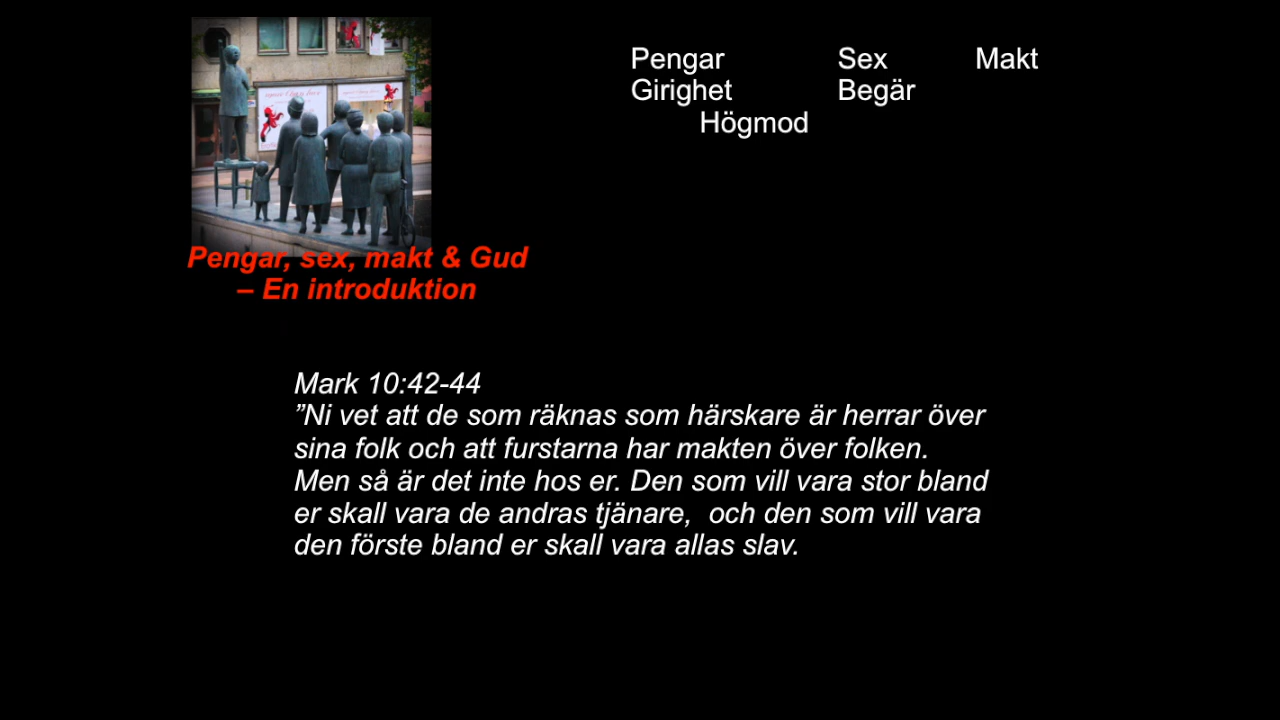 Pengar Sex Makt
Girighet Begär
Högmod
Pengar, sex, makt & Gud
– En introduktion
Mark 10:42-44
”Ni vet att de som räknas som härskare är herrar över
sina folk och att furstarna har makten över folken.
Men så är det inte hos er. Den som vill vara stor bland
er skall vara de andras tjänare,  och den som vill vara
den förste bland er skall vara allas slav.